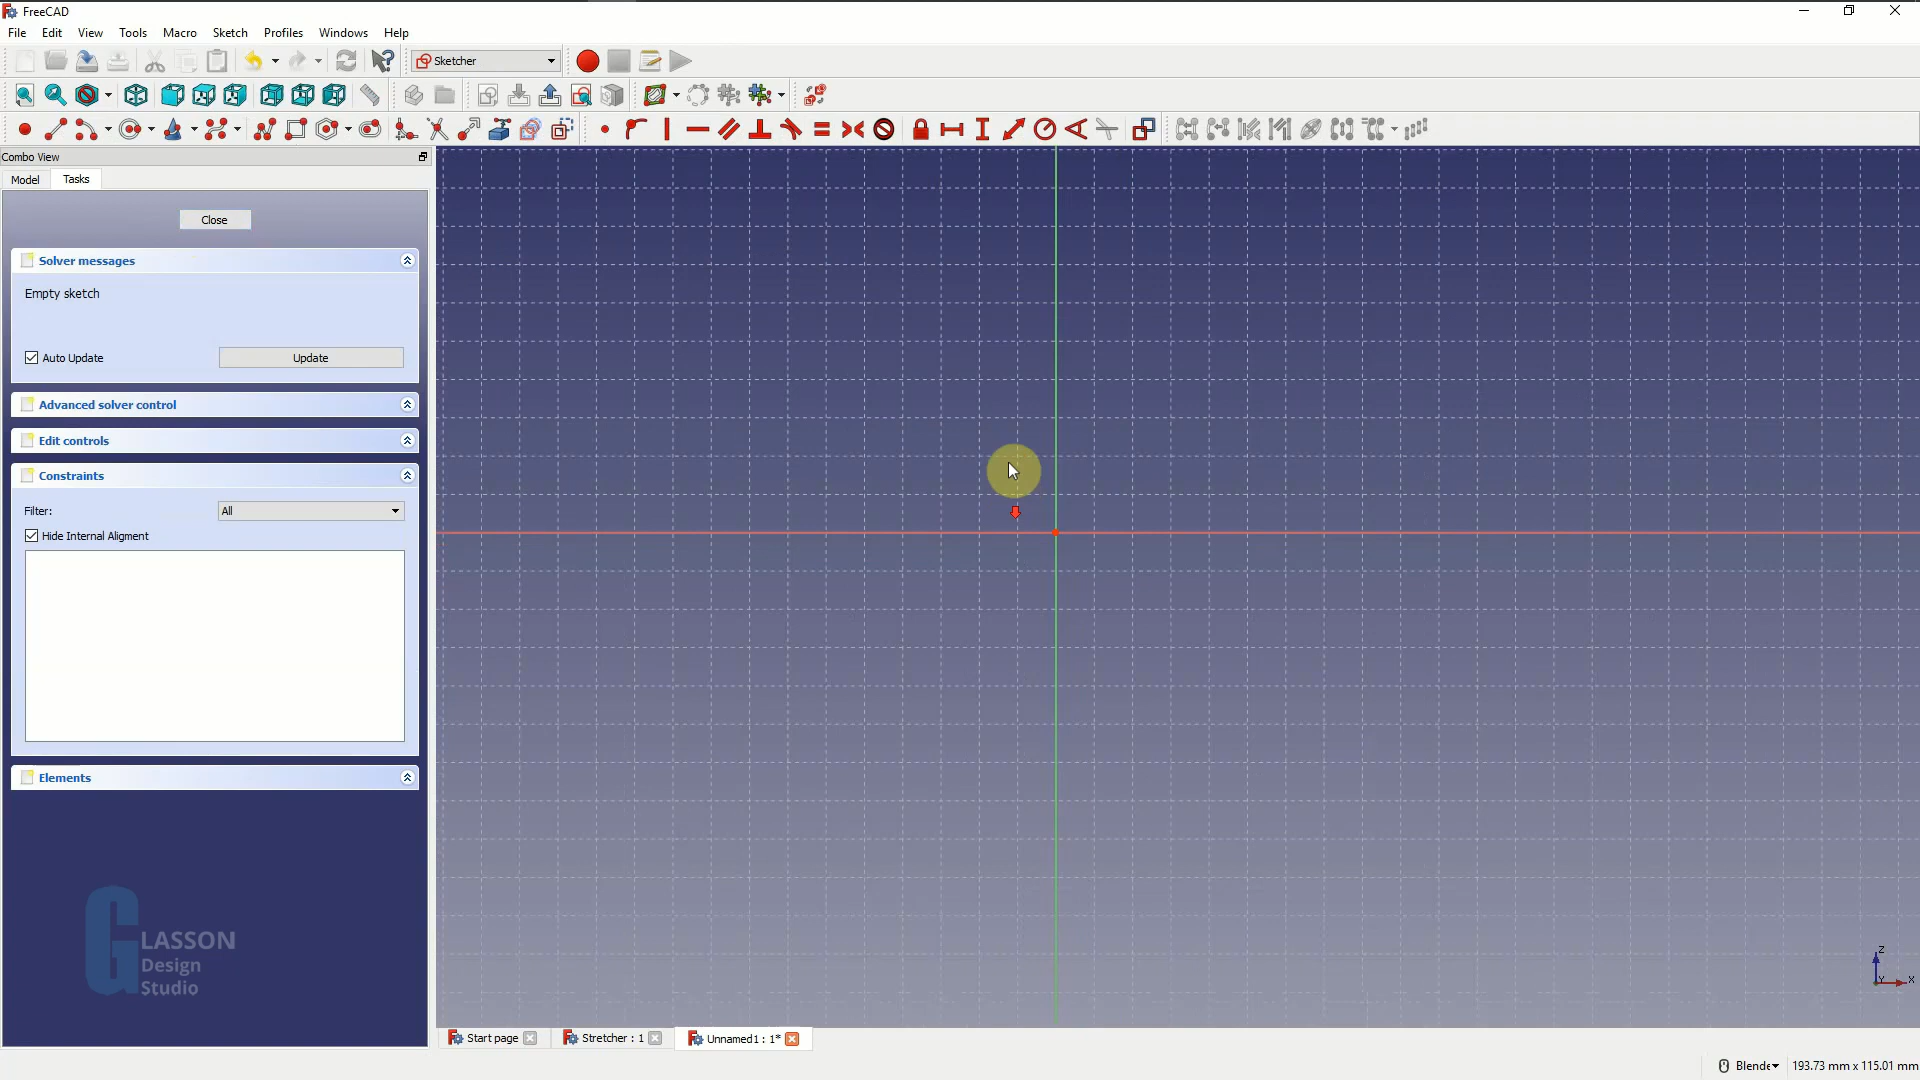 FreeCAD
File Edit View Tools Macro Sketch Profiles Windows Help
Sketcher
Combo View
Model Tasks
Close
Solver messages
Empty sketch
Auto Update Update
Advanced solver control
Edit controls
Constraints
Filter: All
Hide Internal Aligment
Elements
GLASSON
Design
Studio
Z
Y X
Start page Stretcher : 1 Unnamed1 : 1*
Blende 193.73 mm x 115.01 mm